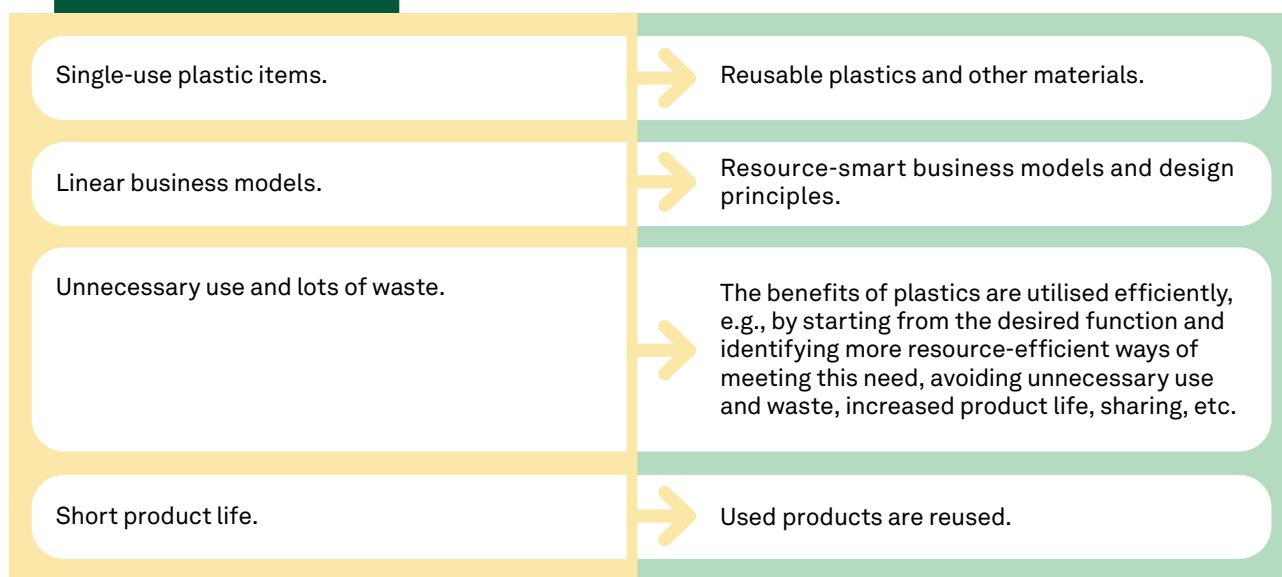 Single-use plastic items.
Reusable plastics and other materials.
Linear business models.
Resource-smart business models and design
principles.
Unnecessary use and lots of waste.
The benefits of plastics are utilised efficiently,
e.g., by starting from the desired function and
identifying more resource-efficient ways of
meeting this need, avoiding unnecessary use
and waste, increased product life, sharing, etc.
Short product life.
Used products are reused.